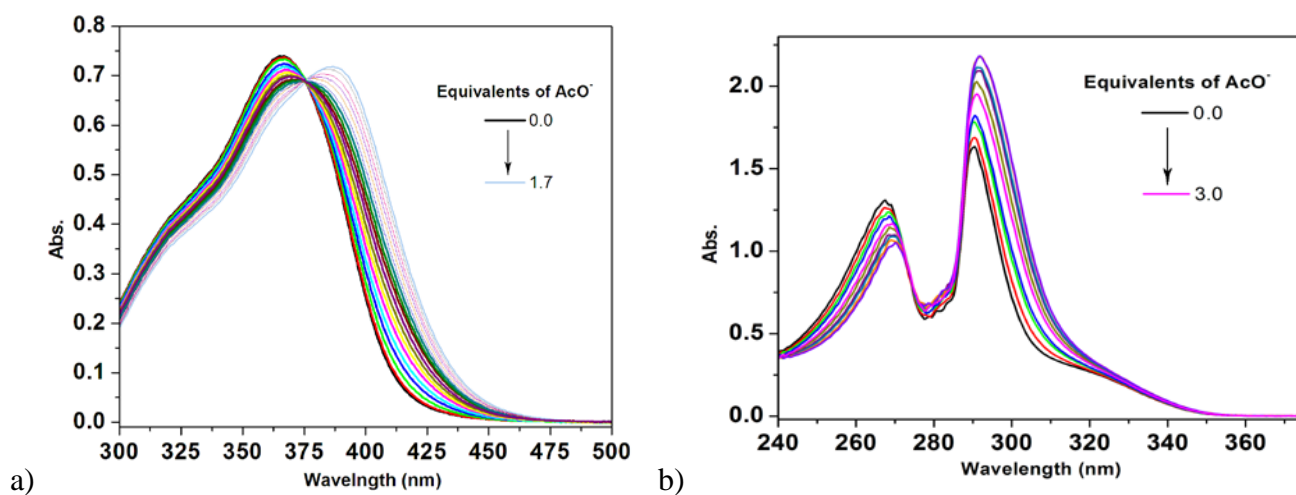 0.8
0.7
0.6
0.5
0.4
0.3
0.2
0.1
0.0
Abs.
300 325 350 375 400 425 450 475 500
Wavelngth (nm)
Equivalents of AcO⁻
0.0
1.7
a)
2.0
1.5
1.0
0.5
0.0
Abs.
240 260 280 300 320 340 360
Wavelength (nm)
Equivalents of AcO⁻
0.0
3.0
b)